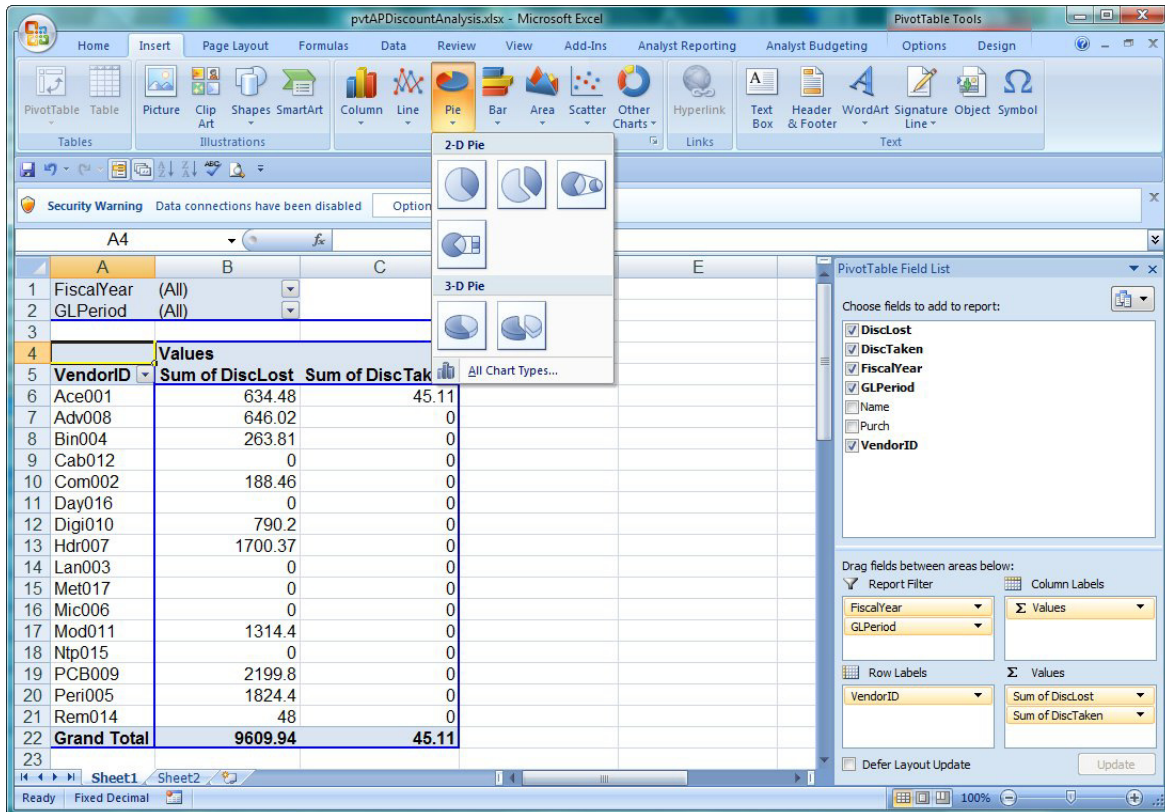 pvtAPDiscountAnalysis.xlsx - Microsoft Excel
PivotTable Tools
Home Insert Page Layout Formulas Data Review View Add-Ins Analyst Reporting Analyst Budgeting Options Design
PivotTable Table Picture Clip Art Shapes SmartArt Column Line Pie Bar Area Scatter Other Charts Hyperlink Text Box Header & Footer WordArt Signature Line Object Symbol
Tables Illustrations Links Text
2-D Pie
3-D Pie
All Chart Types...
Security Warning Data connections have been disabled Option
A4 fx
A B C E
1 FiscalYear (All)
2 GLPeriod (All)
3
4 Values
5 VendorID Sum of DiscLost Sum of DiscTak
6 Ace001 634.48 45.11
7 Adv008 646.02 0
8 Bin004 263.81 0
9 Cab012 0 0
10 Com002 188.46 0
11 Day016 0 0
12 Digi010 790.2 0
13 Hdr007 1700.37 0
14 Lan003 0 0
15 Met017 0 0
16 Mic006 0 0
17 Mod011 1314.4 0
18 Ntp015 0 0
19 PCB009 2199.8 0
20 Peri005 1824.4 0
21 Rem014 48 0
22 Grand Total 9609.94 45.11
23
Sheet1 Sheet2
Ready Fixed Decimal
100%
PivotTable Field List
Choose fields to add to report:
DiscLost
DiscTaken
FiscalYear
GLPeriod
Name
Purch
VendorID
Drag fields between areas below:
Report Filter Column Labels
FiscalYear Σ Values
GLPeriod
Row Labels Σ Values
VendorID Sum of DiscLost
Sum of DiscTaken
Defer Layout Update Update